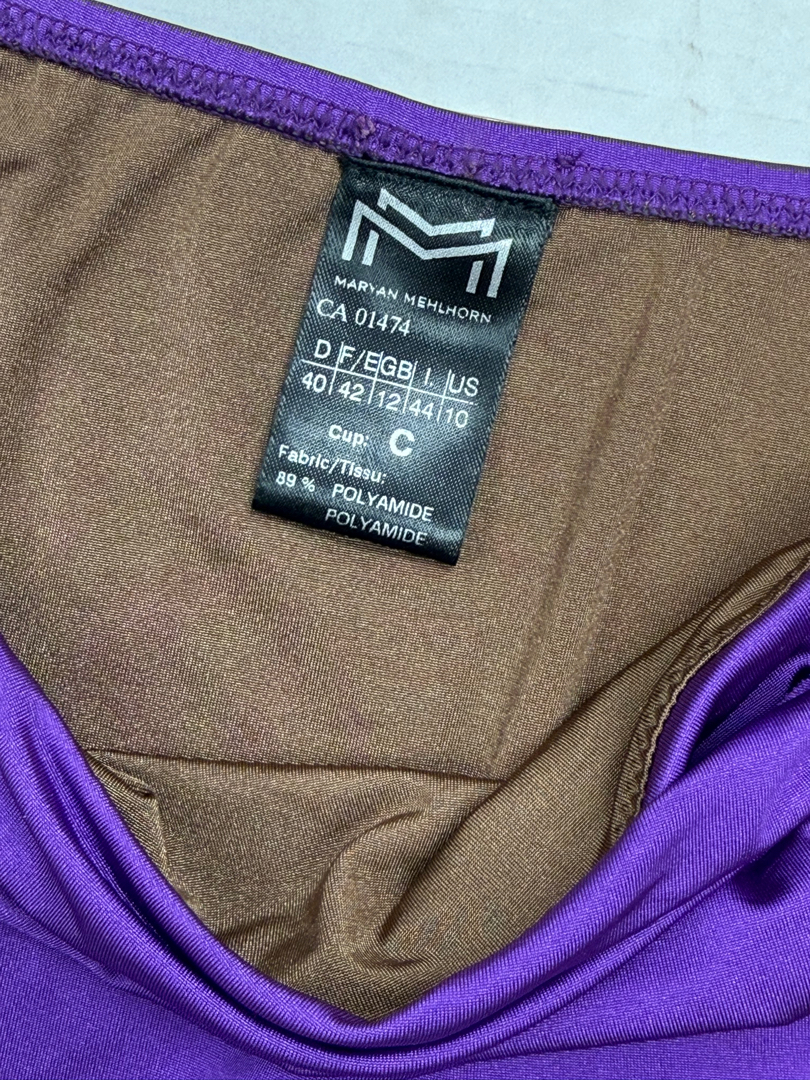 MARYAN MEHLHORN
CA 01474
D F/E GB I. US
40 42 12 44 10
Cup: C
Fabric/Tissu:
89 % POLYAMIDE
POLYAMIDE